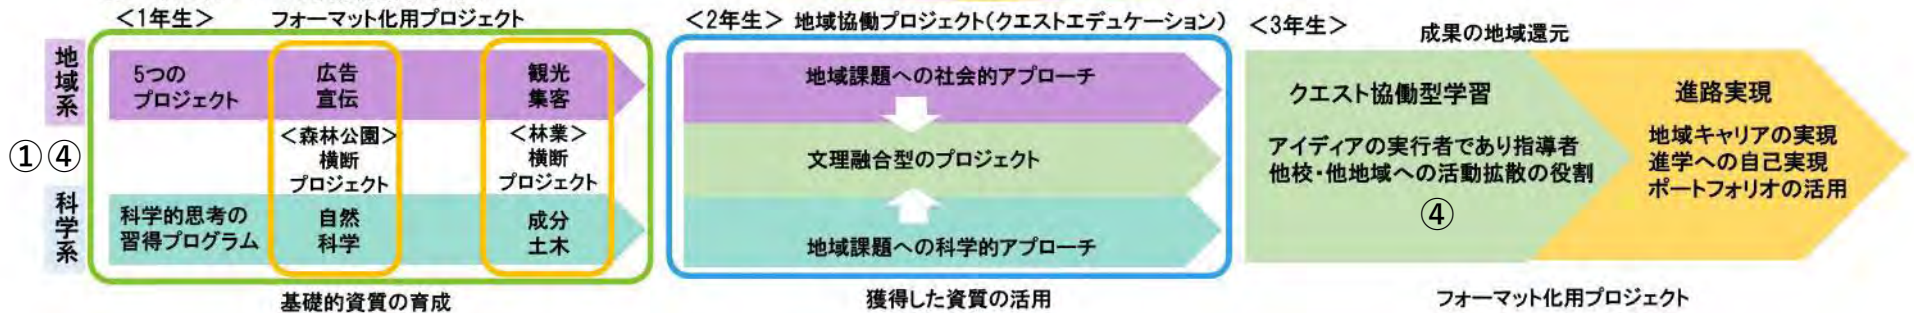 ＜1年生＞
フォーマット化用プロジェクト
地域系
①④
科学系
5つの
プロジェクト
広告
宣伝
観光
集客
＜森林公園＞
横断
プロジェクト
＜林業＞
横断
プロジェクト
科学的思考の
習得プログラム
自然
科学
成分
土木
基礎的資質の育成
＜2年生＞ 地域協働プロジェクト（クエストエデュケーション）
地域課題への社会的アプローチ
文理融合型のプロジェクト
地域課題への科学的アプローチ
獲得した資質の活用
＜3年生＞
成果の地域還元
クエスト協働型学習
アイディアの実行者であり指導者
他校・他地域への活動拡散の役割
④
進路実現
地域キャリアの実現
進学への自己実現
ポートフォリオの活用
フォーマット化用プロジェクト